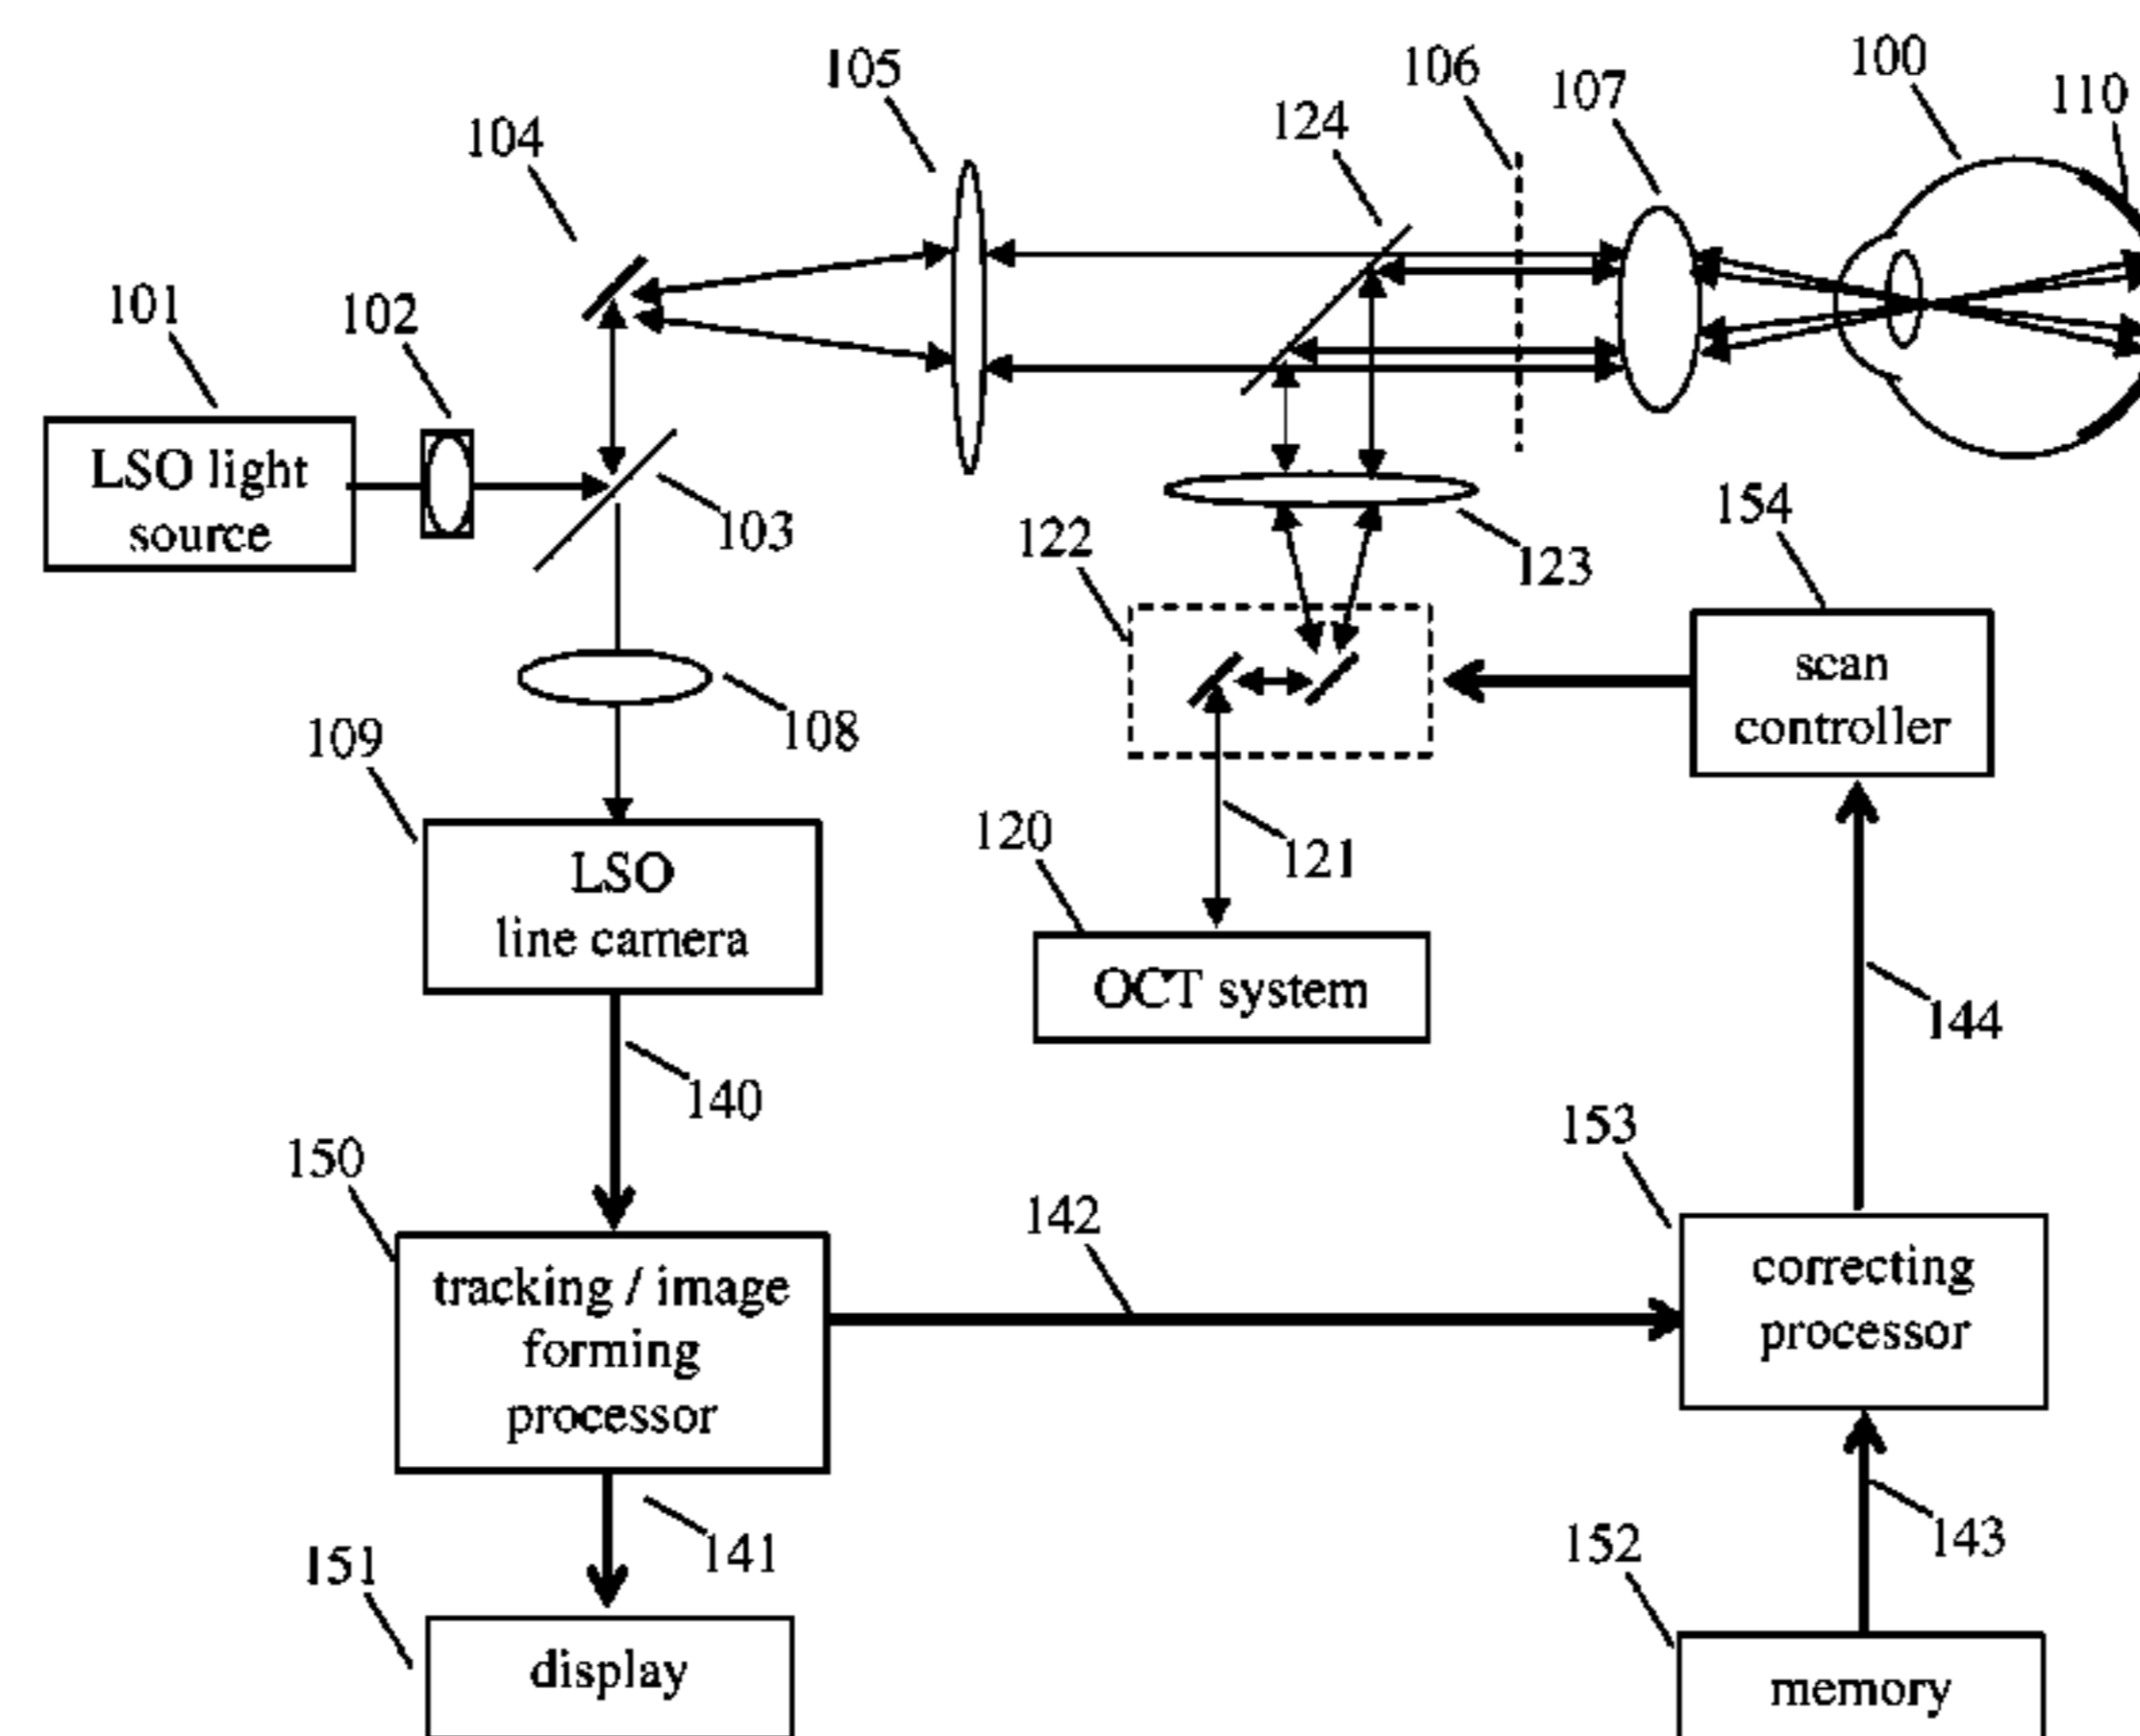 105
106
107
100
110
104
124
101
102
LSO light
source
103
122
123
154
scan
controller
108
109
LSO
line camera
120
121
OCT system
144
140
150
153
142
tracking / image
forming
processor
correcting
processor
141
143
151
152
display
memory